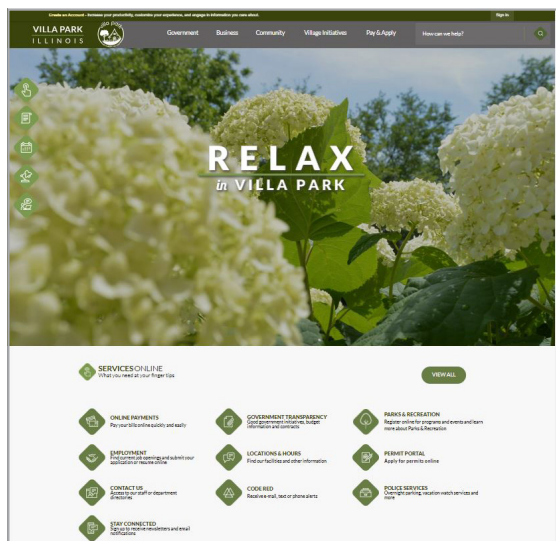 Create an Account - Increase your productivity, customize your experience, and engage in information you care about.
Sign In
VILLA PARK
ILLINOIS
Government Business Community Village Initiatives Pay & Apply
How can we help?
RELAX
in VILLA PARK
SERVICES ONLINE
What you need at your finger tips
VIEW ALL
ONLINE PAYMENTS
Pay your bills online quickly and easily
GOVERNMENT TRANSPARENCY
Good government initiatives, budget
information and contracts
PARKS & RECREATION
Register online for programs and events and learn
more about Parks & Recreation
EMPLOYMENT
Find current job openings and submit your
application or resume online
LOCATIONS & HOURS
Find our facilities and other information
PERMIT PORTAL
Apply for permits online
CONTACT US
Access to our staff or department
directories
CODE RED
Receive e-mail, text or phone alerts
POLICE SERVICES
Overnight parking, vacation watch services and
more
STAY CONNECTED
Sign up to receive newsletters and email
notifications